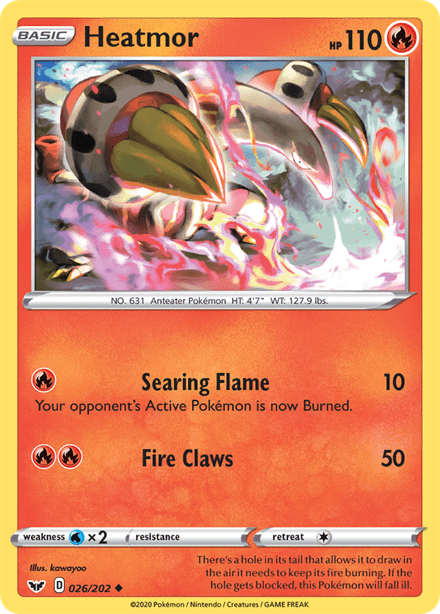 BASIC Heatmor HP 110
NO. 631 Anteater Pokémon HT: 4'7" WT: 127.9 lbs.
Searing Flame 10
Your opponent's Active Pokémon is now Burned.
Fire Claws 50
weakness ×2 resistance retreat
Illus. kawayoo
There's a hole in its tail that allows it to draw in
the air it needs to keep its fire burning. If the
hole gets blocked, this Pokémon will fall ill.
D 026/202
©2020 Pokémon / Nintendo / Creatures / GAME FREAK